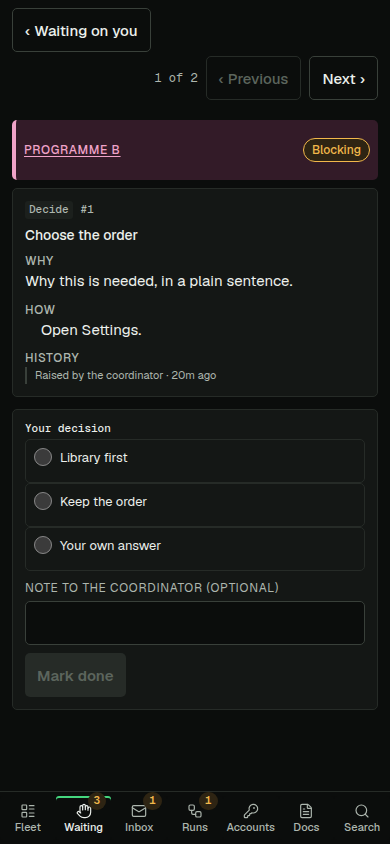 ‹ Waiting on you
1 of 2
‹ Previous
Next ›
PROGRAMME B
Blocking
Decide #1
Choose the order
WHY
Why this is needed, in a plain sentence.
HOW
Open Settings.
HISTORY
Raised by the coordinator · 20m ago
Your decision
Library first
Keep the order
Your own answer
NOTE TO THE COORDINATOR (OPTIONAL)
Mark done
3
1
1
Fleet
Waiting
Inbox
Runs
Accounts
Docs
Search